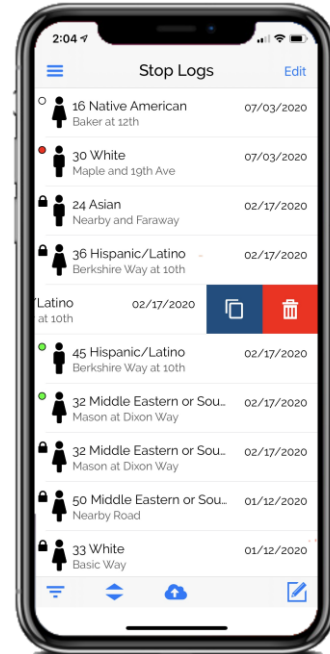 2:04
Stop Logs
Edit
16 Native American
07/03/2020
Baker at 12th
30 White
07/03/2020
Maple and 19th Ave
24 Asian
02/17/2020
Nearby and Faraway
36 Hispanic/Latino
02/17/2020
Berkshire Way at 10th
/Latino
02/17/2020
at 10th
45 Hispanic/Latino
02/17/2020
Berkshire Way at 10th
32 Middle Eastern or Sou...
02/17/2020
Mason at Dixon Way
32 Middle Eastern or Sou...
02/17/2020
Mason at Dixon Way
50 Middle Eastern or Sou...
01/12/2020
Nearby Road
33 White
01/12/2020
Basic Way